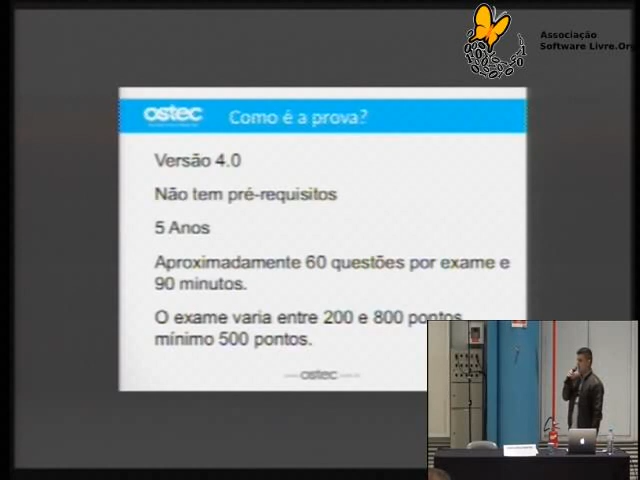 Associação
Software Livre.Or
ostec
Como é a prova?
Versão 4.0
Não tem pré-requisitos
5 Anos
Aproximadamente 60 questões por exame e
90 minutos.
O exame varia entre 200 e 800 pontos
mínimo 500 pontos.
ostec